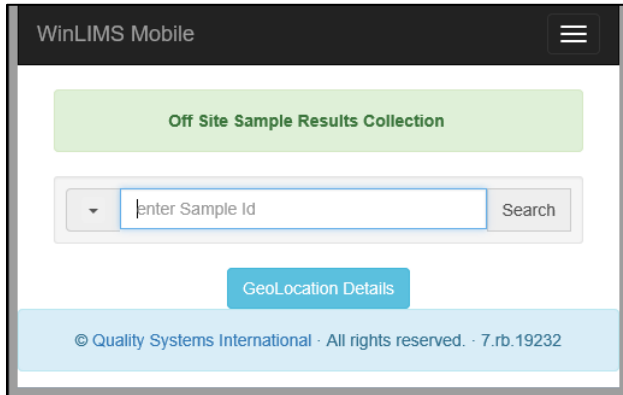 WinLIMS Mobile
Off Site Sample Results Collection
enter Sample Id
Search
GeoLocation Details
© Quality Systems International · All rights reserved. · 7.rb.19232